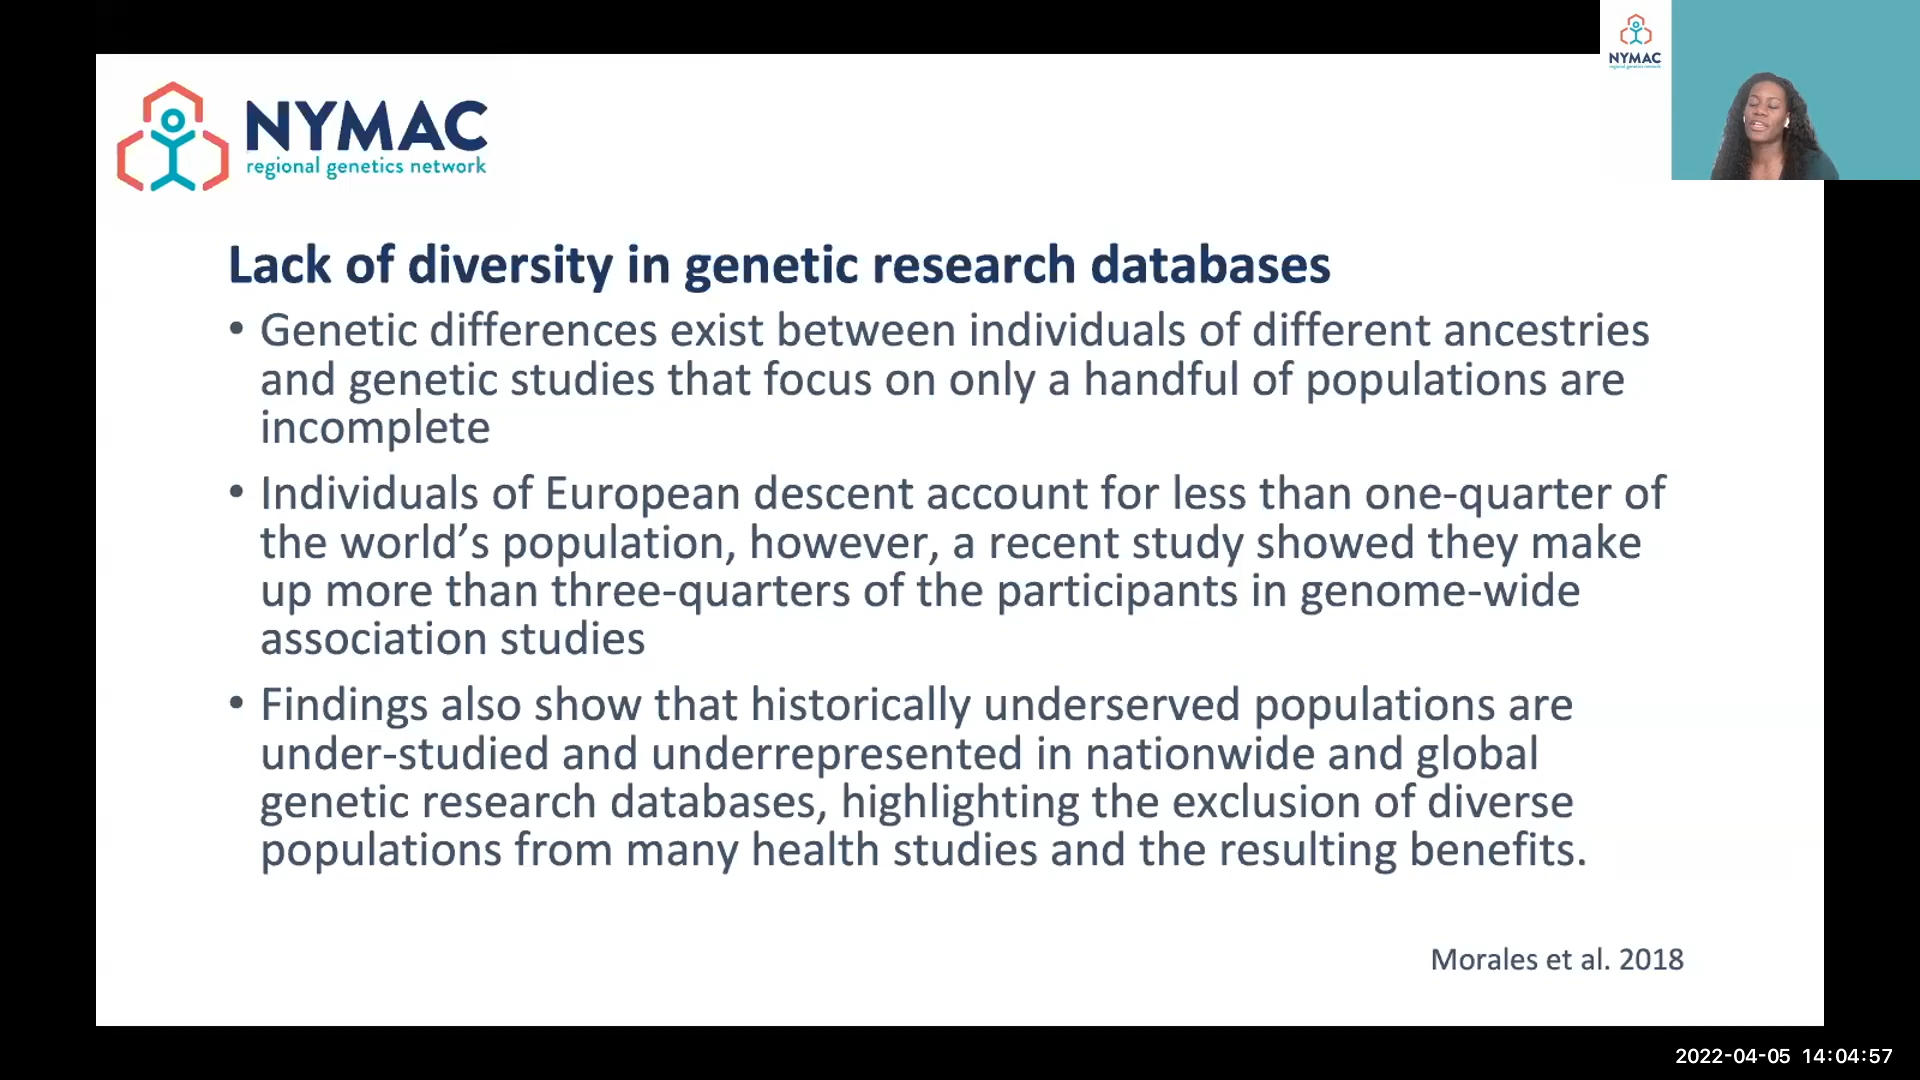 NYMAC
regional genetics network
NYMAC
regional genetics network
Lack of diversity in genetic research databases
• Genetic differences exist between individuals of different ancestries
and genetic studies that focus on only a handful of populations are
incomplete
• Individuals of European descent account for less than one-quarter of
the world’s population, however, a recent study showed they make
up more than three-quarters of the participants in genome-wide
association studies
• Findings also show that historically underserved populations are
under-studied and underrepresented in nationwide and global
genetic research databases, highlighting the exclusion of diverse
populations from many health studies and the resulting benefits.
Morales et al. 2018
2022-04-05 14:04:57